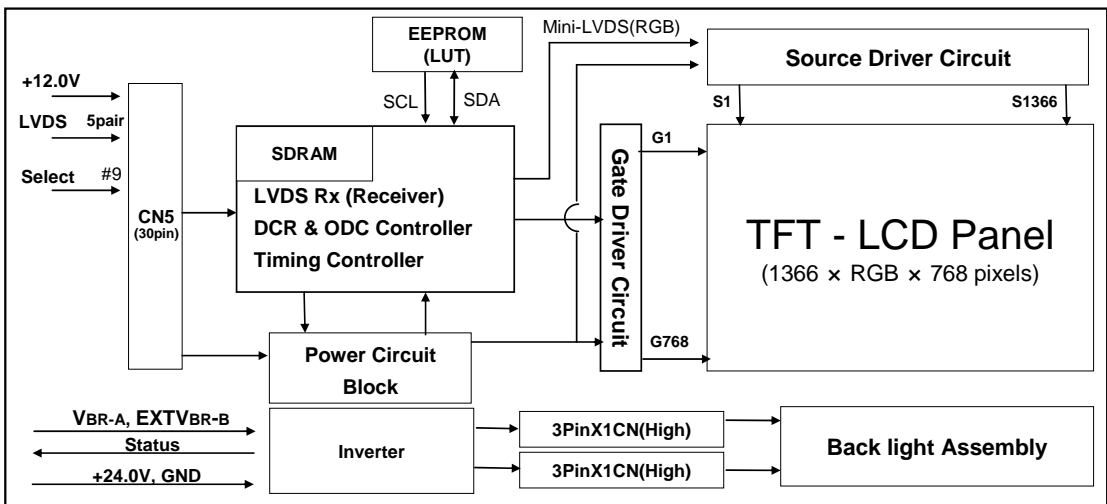 EEPROM
(LUT)
SCL
SDA
Mini-LVDS(RGB)
Source Driver Circuit
S1
S1366
+12.0V
LVDS 5pair
Select #9
CN5
(30pin)
SDRAM
LVDS Rx (Receiver)
DCR & ODC Controller
Timing Controller
Power Circuit
Block
Gate Driver Circuit
G1
G768
TFT - LCD Panel
(1366 × RGB × 768 pixels)
VBR-A, EXTVBR-B
Status
+24.0V, GND
Inverter
3PinX1CN(High)
3PinX1CN(High)
Back light Assembly